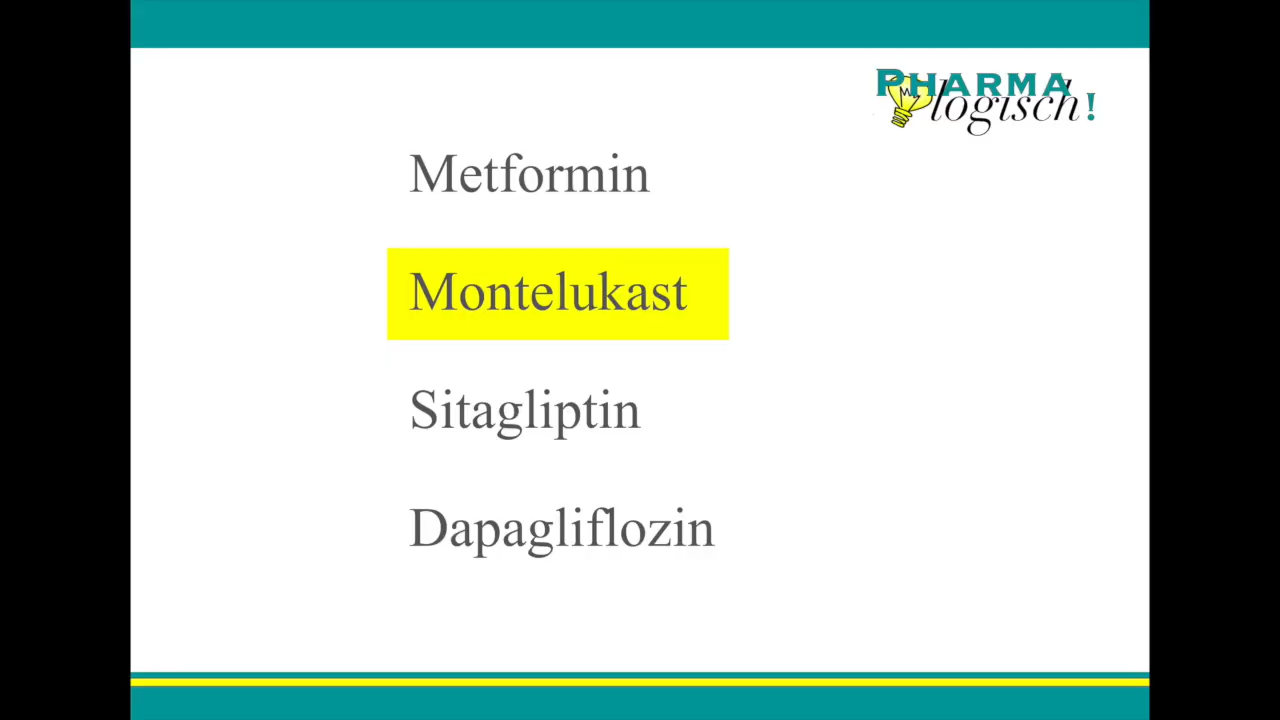 PHARMA
logisch!
Metformin
Montelukast
Sitagliptin
Dapagliflozin